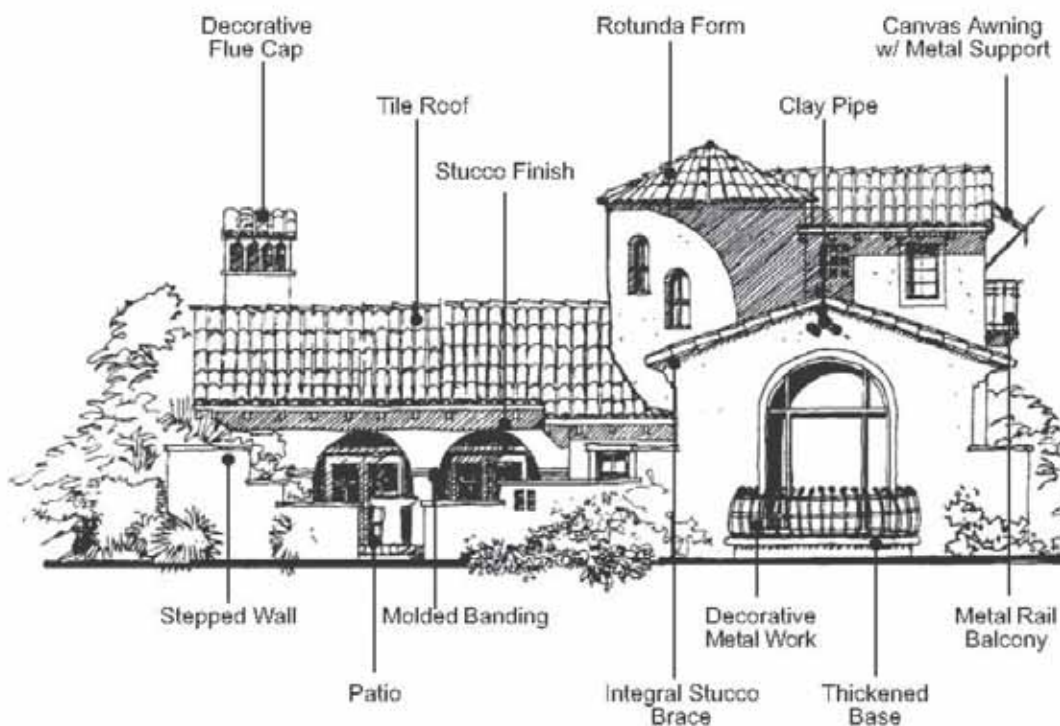 Decorative
Flue Cap
Rotunda Form
Canvas Awning
w/ Metal Support
Tile Roof
Clay Pipe
Stucco Finish
Stepped Wall
Molded Banding
Decorative
Metal Work
Metal Rail
Balcony
Patio
Integral Stucco
Brace
Thickened
Base